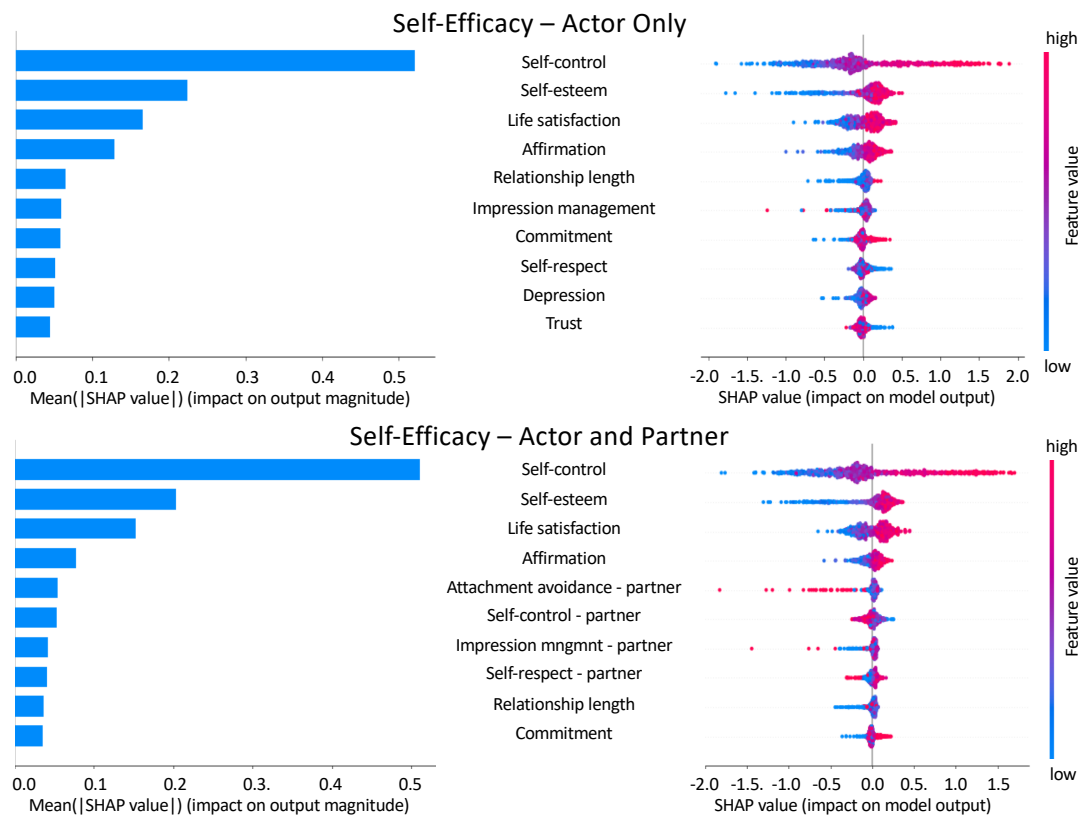 Self-Efficacy – Actor Only
high
Self-control
Self-esteem
Life satisfaction
Affirmation
Relationship length
Impression management
Commitment
Self-respect
Depression
Trust
Feature value
low
0.0 0.1 0.2 0.3 0.4 0.5
Mean(|SHAP value|) (impact on output magnitude)
-2.0 -1.5. -1.0 -0.5 0.0 0.5. 1.0 1.5 2.0
SHAP value (impact on model output)
Self-Efficacy – Actor and Partner
high
Self-control
Self-esteem
Life satisfaction
Affirmation
Attachment avoidance - partner
Self-control - partner
Impression mngmnt - partner
Self-respect - partner
Relationship length
Commitment
Feature value
low
0.0 0.1 0.2 0.3. 0.4 0.5
Mean(|SHAP value|) (impact on output magnitude)
-2.0 -1.5 -1.0 -0.5. 0.0 0.5. 1.0 1.5
SHAP value (impact on model output)